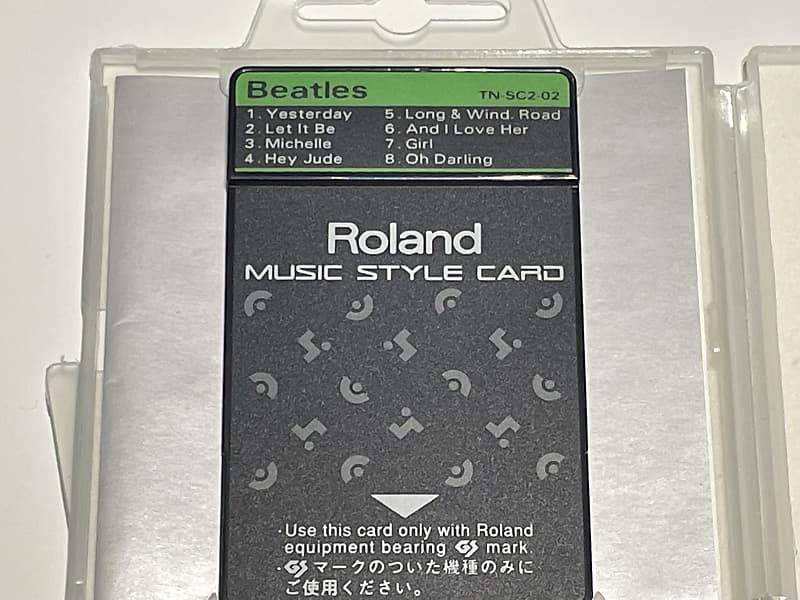 Beatles TN-SC2-02
1. Yesterday 5. Long & Wind. Road
2. Let It Be 6. And I Love Her
3. Michelle 7. Girl
4. Hey Jude 8. Oh Darling
Roland
MUSIC STYLE CARD
·Use this card only with Roland
equipment bearing GS mark.
·GS マークのついた機種のみに
ご使用ください。